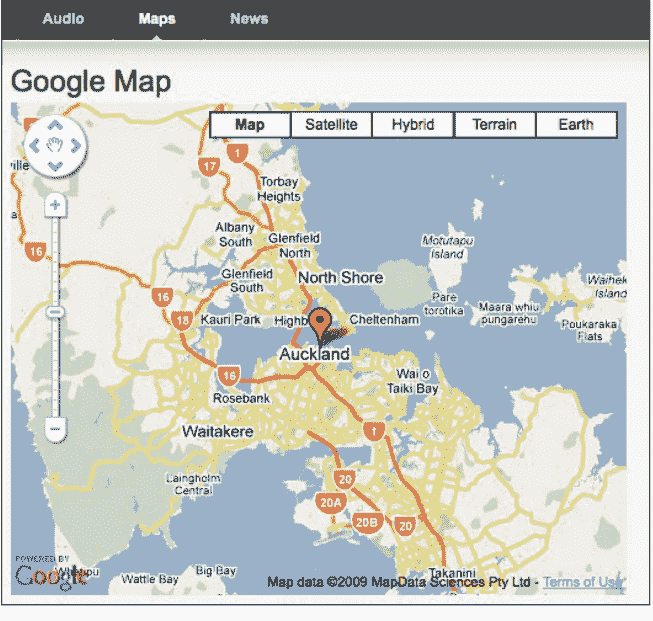 Audio Maps News
Google Map
Map Satellite Hybrid Terrain Earth
1
17
Torbay
Heights
Albany
South
Glenfield
North
Motutapu
Island
16
Glenfield
South
North Shore
Island
16
Pare
torotika
Maara whiu
pungarehu
18
Kauri Park
Cheltenham
Poukaraka
Flats
Auckland
16
Wai o
Taiki Bay
Rosebank
Waitakere
1
Laingholm
Central
20
20A
20B
20
POWERED BY
Google
Wattle Bay
Big Bay
Takanini
Map data ©2009 MapData Sciences Pty Ltd - Terms of Use